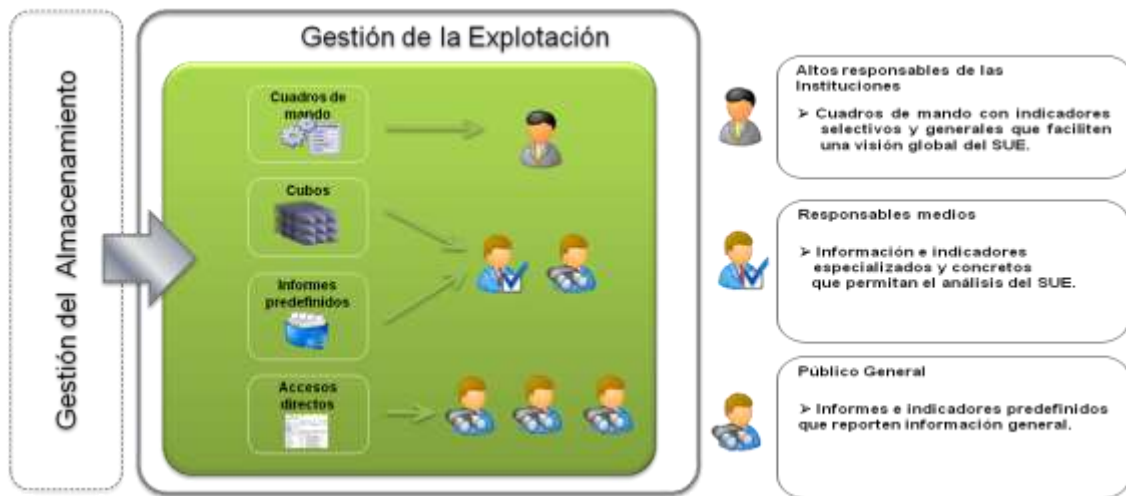 Gestión del Almacenamiento
Gestión de la Explotación
Cuadros de
mando
Cubos
Informes
predefinidos
Accesos
directos
Altos responsables de las
Instituciones
➢ Cuadros de mando con indicadores
selectivos y generales que faciliten
una visión global del SUE.
Responsables medios
➢ Información e indicadores
especializados y concretos
que permitan el análisis del SUE.
Público General
➢ Informes e indicadores predefinidos
que reporten información general.